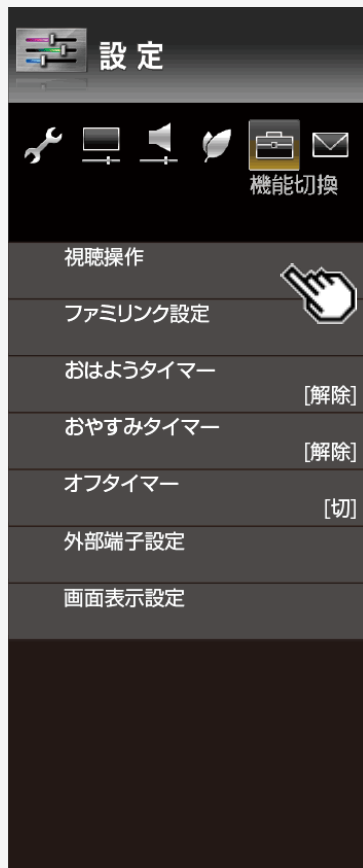 設定
機能切換
視聴操作
ファミリンク設定
おはようタイマー
[解除]
おやすみタイマー
[解除]
オフタイマー
[切]
外部端子設定
画面表示設定